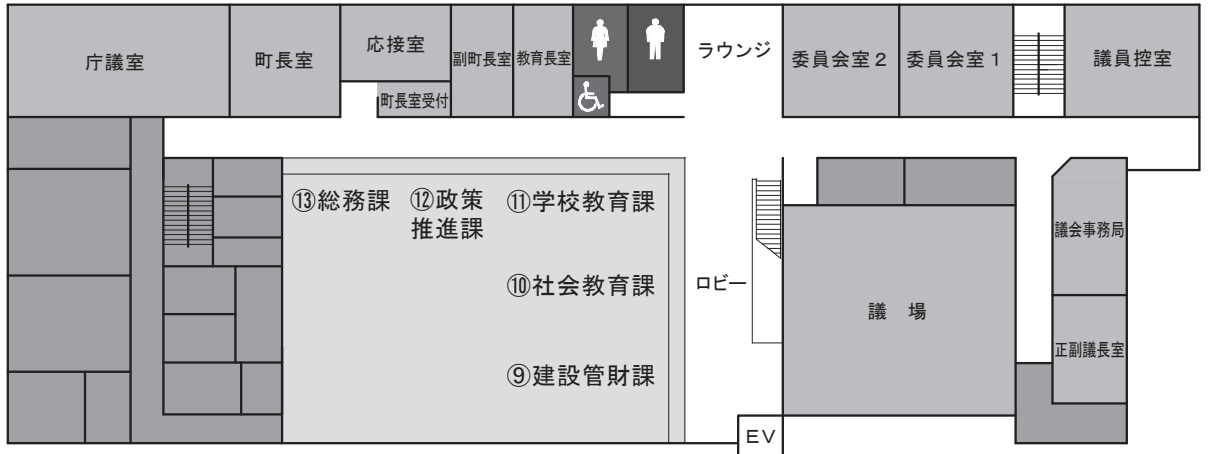 庁議室
町長室
応接室
町長室受付
副町長室
教育長室
ラウンジ
委員会室２
委員会室１
議員控室
⑬総務課
⑫政策
推進課
⑪学校教育課
⑩社会教育課
⑨建設管財課
ロビー
議　場
議会事務局
正副議長室
ＥＶ